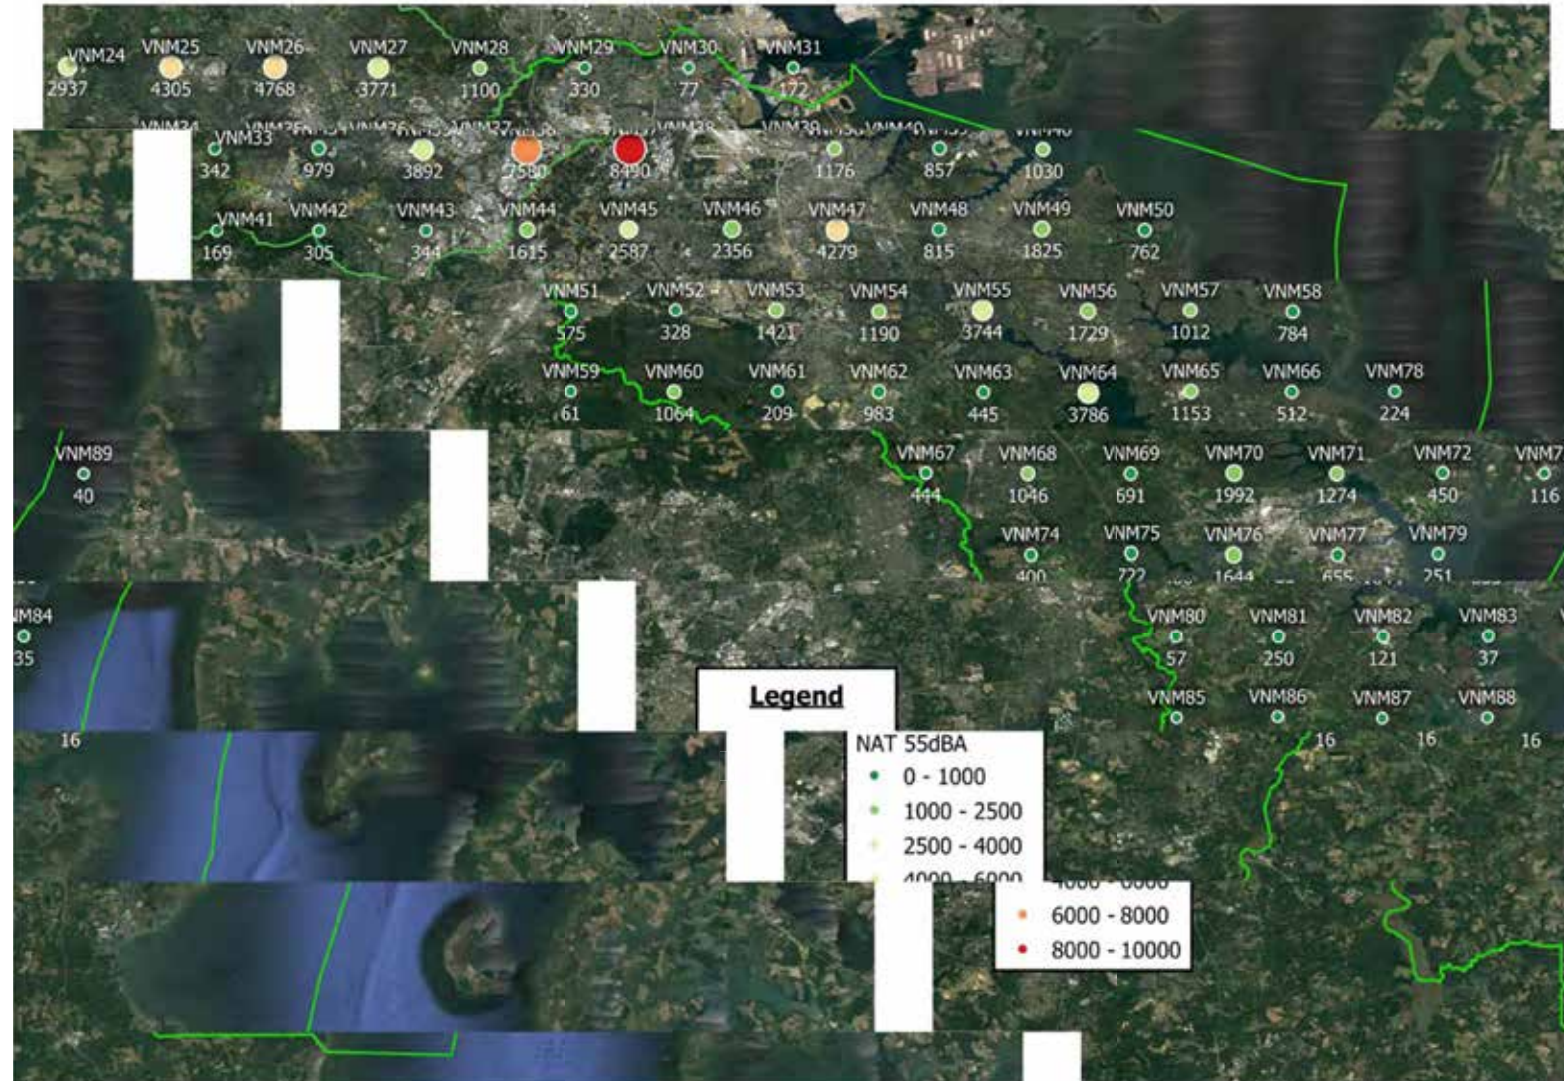 VNM24 VNM25 VNM26 VNM27 VNM28 VNM29 VNM30 VNM31
2937 4305 4768 3771 1100 330 77 172
VNM33
342 979 3892 7580 8490 1176 857 1030
VNM41 VNM42 VNM43 VNM44 VNM45 VNM46 VNM47 VNM48 VNM49 VNM50
169 305 344 1615 2587 2356 4279 815 1825 762
VNM51 VNM52 VNM53 VNM54 VNM55 VNM56 VNM57 VNM58
575 328 1421 1190 3744 1729 1012 784
VNM59 VNM60 VNM61 VNM62 VNM63 VNM64 VNM65 VNM66 VNM78
61 1064 209 983 445 3786 1153 512 224
VNM89 VNM67 VNM68 VNM69 VNM70 VNM71 VNM72 VNM7
40 444 1046 691 1992 1274 450 116
VNM74 VNM75 VNM76 VNM77 VNM79
400 722 1644 655 251
NM84 VNM80 VNM81 VNM82 VNM83
35 57 250 121 37
VNM85 VNM86 VNM87 VNM88
16 16 16 16
Legend
NAT 55dBA
0 - 1000
1000 - 2500
2500 - 4000
4000 - 6000
6000 - 8000
8000 - 10000